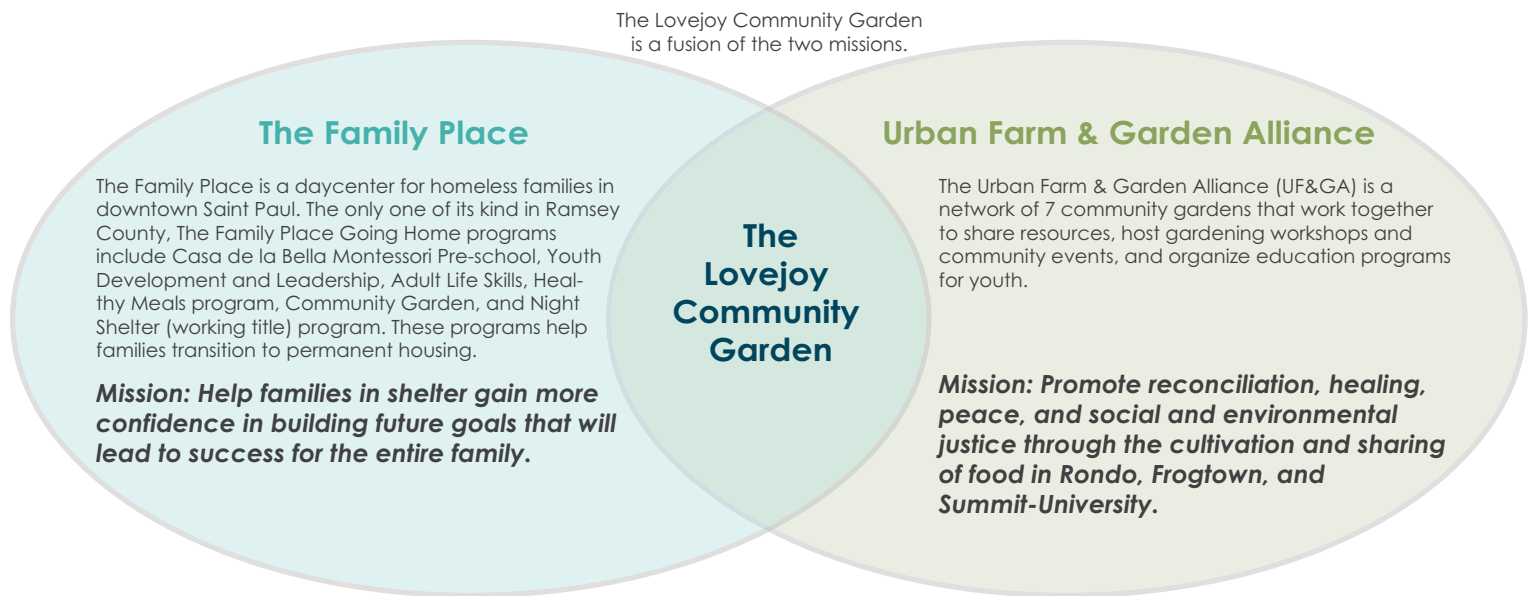 The Lovejoy Community Garden
is a fusion of the two missions.
The Family Place
The Family Place is a daycenter for homeless families in
downtown Saint Paul. The only one of its kind in Ramsey
County, The Family Place Going Home programs
include Casa de la Bella Montessori Pre-school, Youth
Development and Leadership, Adult Life Skills, Heal-
thy Meals program, Community Garden, and Night
Shelter (working title) program. These programs help
families transition to permanent housing.
Mission: Help families in shelter gain more
confidence in building future goals that will
lead to success for the entire family.
The
Lovejoy
Community
Garden
Urban Farm & Garden Alliance
The Urban Farm & Garden Alliance (UF&GA) is a
network of 7 community gardens that work together
to share resources, host gardening workshops and
community events, and organize education programs
for youth.
Mission: Promote reconciliation, healing,
peace, and social and environmental
justice through the cultivation and sharing
of food in Rondo, Frogtown, and
Summit-University.